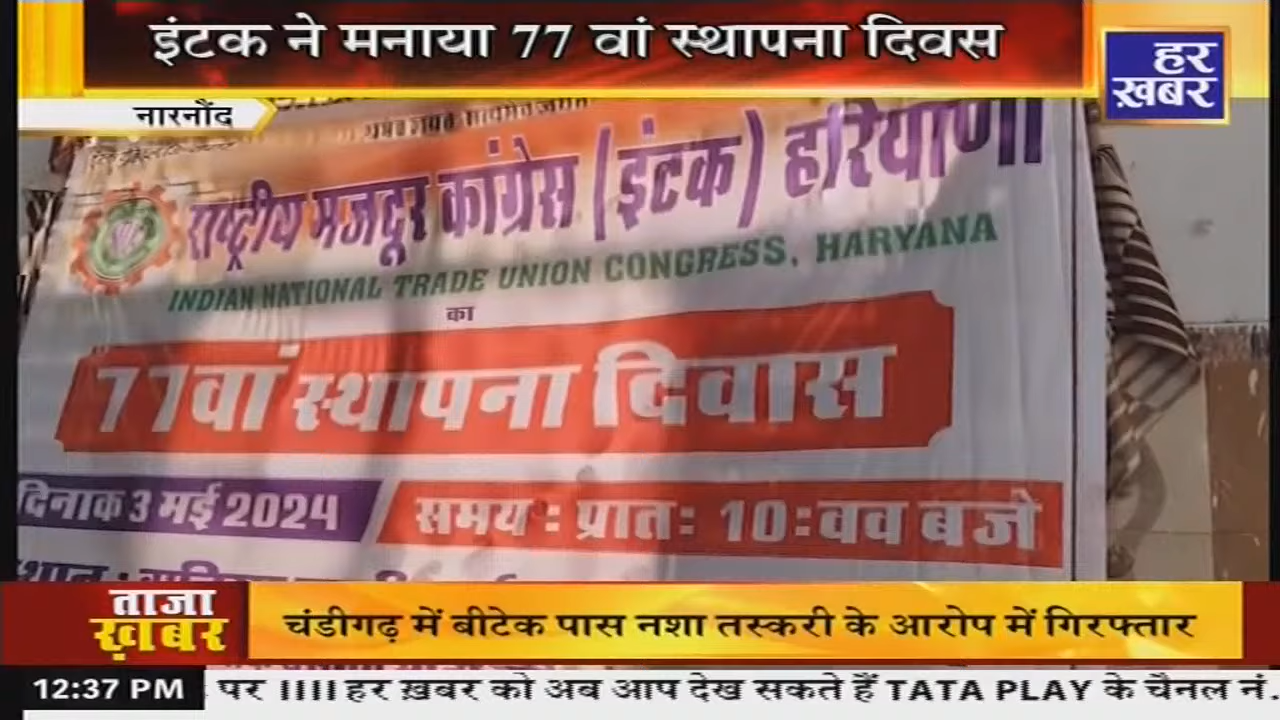 इंटक ने मनाया 77 वां स्थापना दिवस
हर
ख़बर
नारनौंद
राष्ट्रीय मजदूर कांग्रेस (इंटक) हरियाणा
INDIAN NATIONAL TRADE UNION CONGRESS, HARYANA
का
77वां स्थापना दिवास
दिनाक 3 मई 2024
समय : प्रातः 10:वव बजे
ताजा
ख़बर
चंडीगढ़ में बीटेक पास नशा तस्करी के आरोप में गिरफ्तार
12:37 PM
पर IIII हर ख़बर को अब आप देख सकते हैं TATA PLAY के चैनल नं.